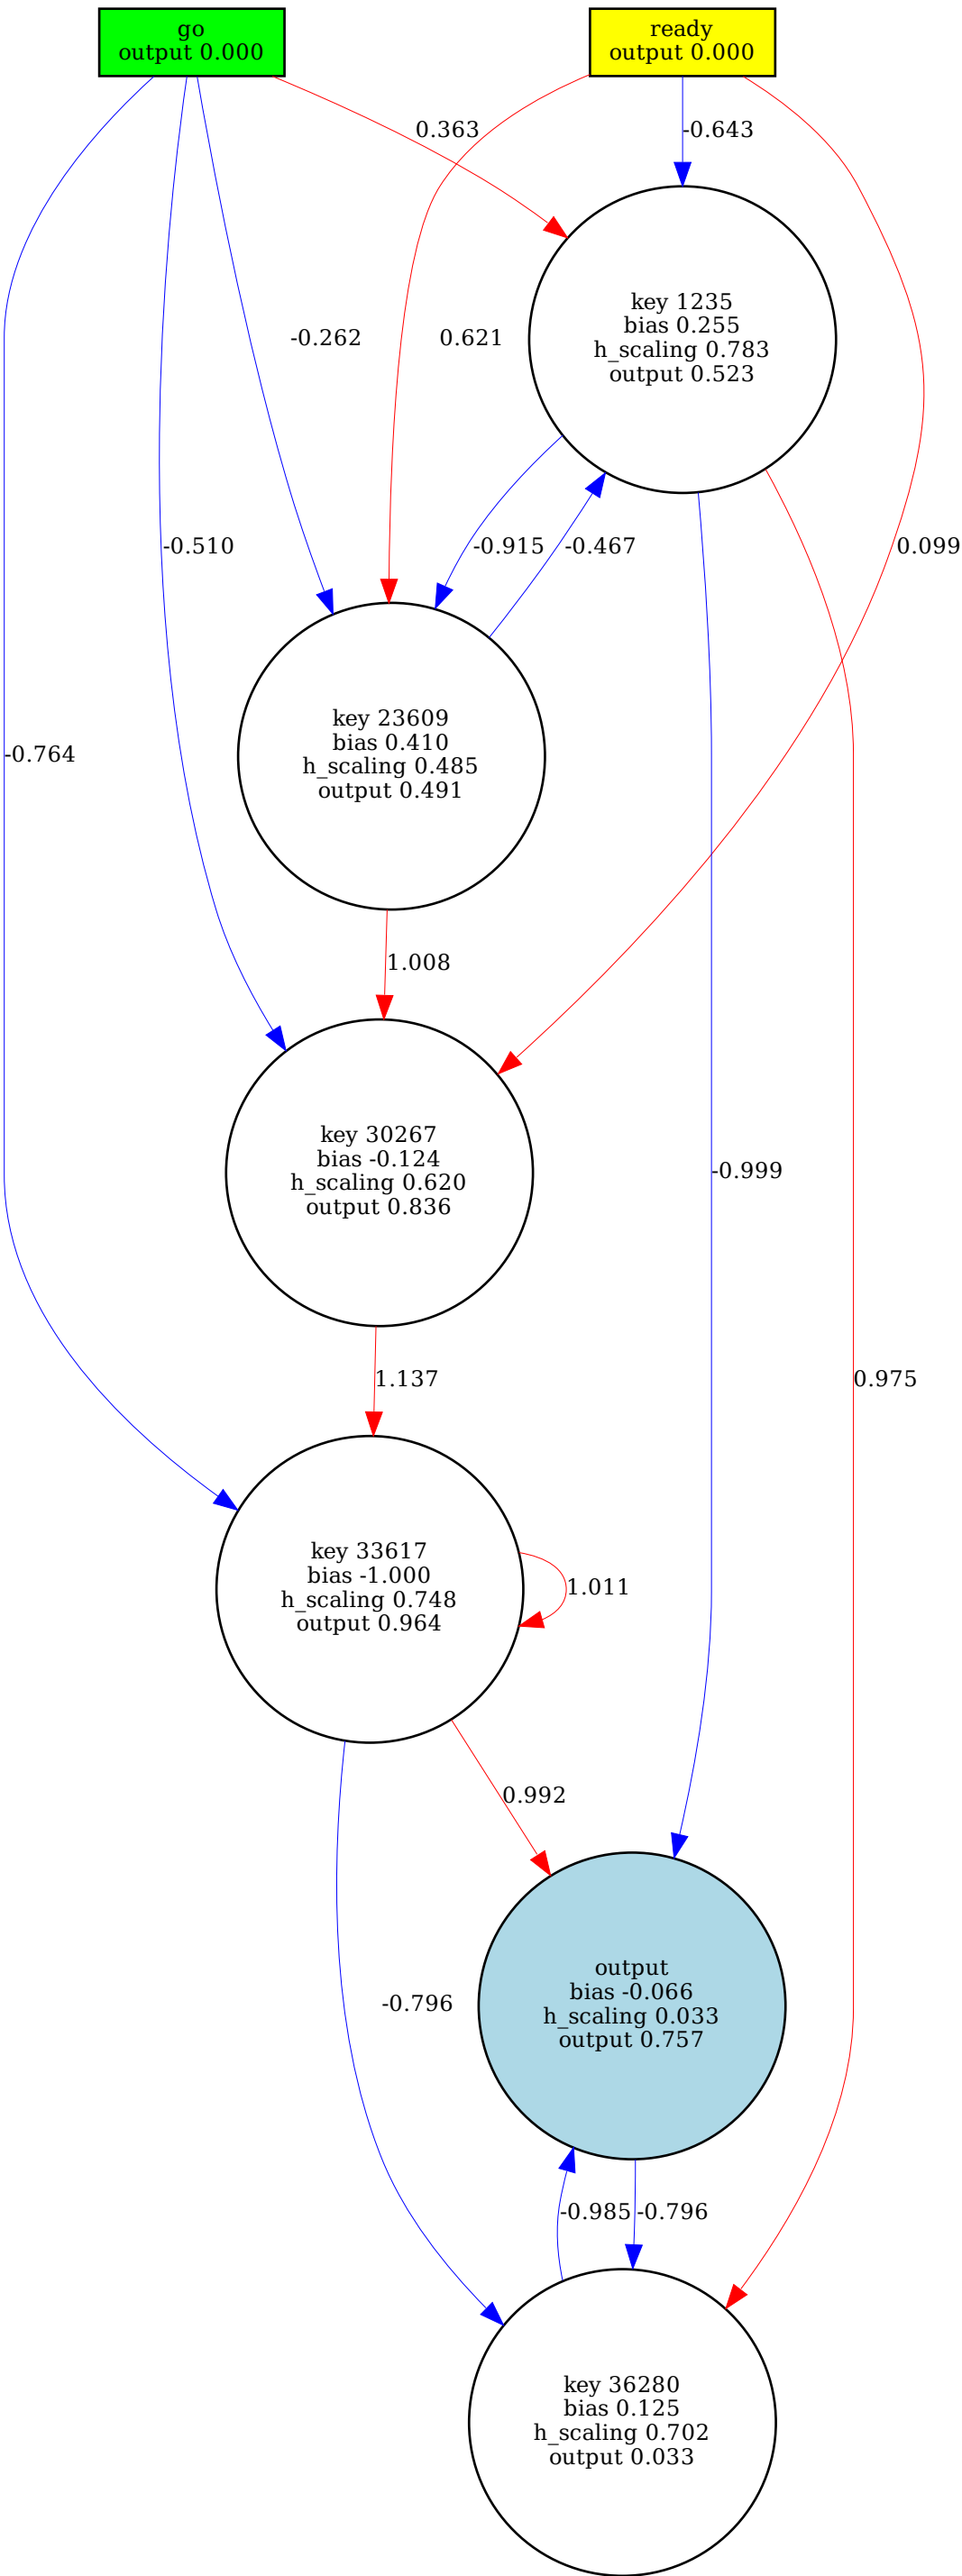 go
output 0.000
ready
output 0.000
0.363
-0.643
key 1235
bias 0.255
h_scaling 0.783
output 0.523
-0.262
0.621
-0.510
-0.915
-0.467
0.099
key 23609
bias 0.410
h_scaling 0.485
output 0.491
-0.764
1.008
key 30267
bias -0.124
h_scaling 0.620
output 0.836
-0.999
1.137
0.975
key 33617
bias -1.000
h_scaling 0.748
output 0.964
1.011
0.992
output
bias -0.066
h_scaling 0.033
output 0.757
-0.796
-0.985
-0.796
key 36280
bias 0.125
h_scaling 0.702
output 0.033